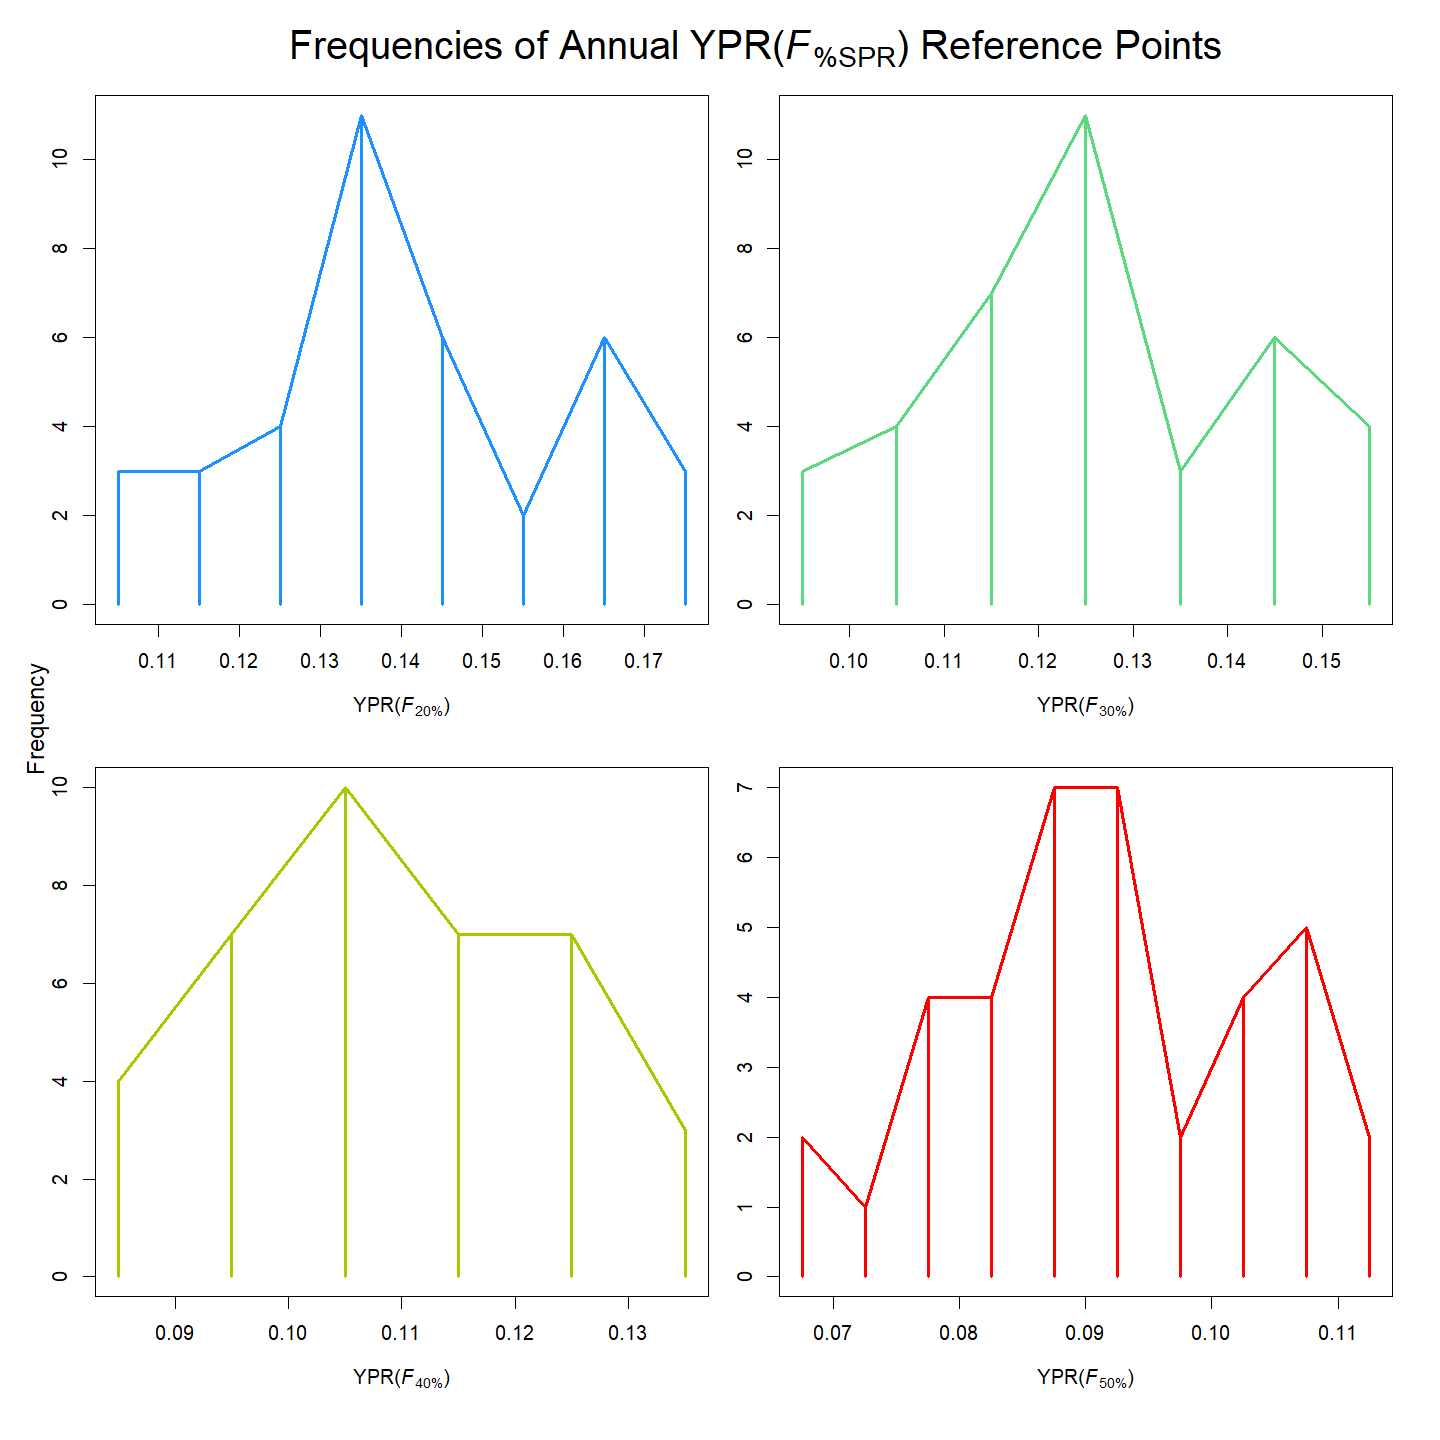 Frequencies of Annual YPR(F%SPR) Reference Points
Frequency
0 2 4 6 8 10
0.11 0.12 0.13 0.14 0.15 0.16 0.17
YPR(F20%)
0 2 4 6 8 10
0.10 0.11 0.12 0.13 0.14 0.15
YPR(F30%)
0 2 4 6 8 10
0.09 0.10 0.11 0.12 0.13
YPR(F40%)
0 1 2 3 4 5 6 7
0.07 0.08 0.09 0.10 0.11
YPR(F50%)